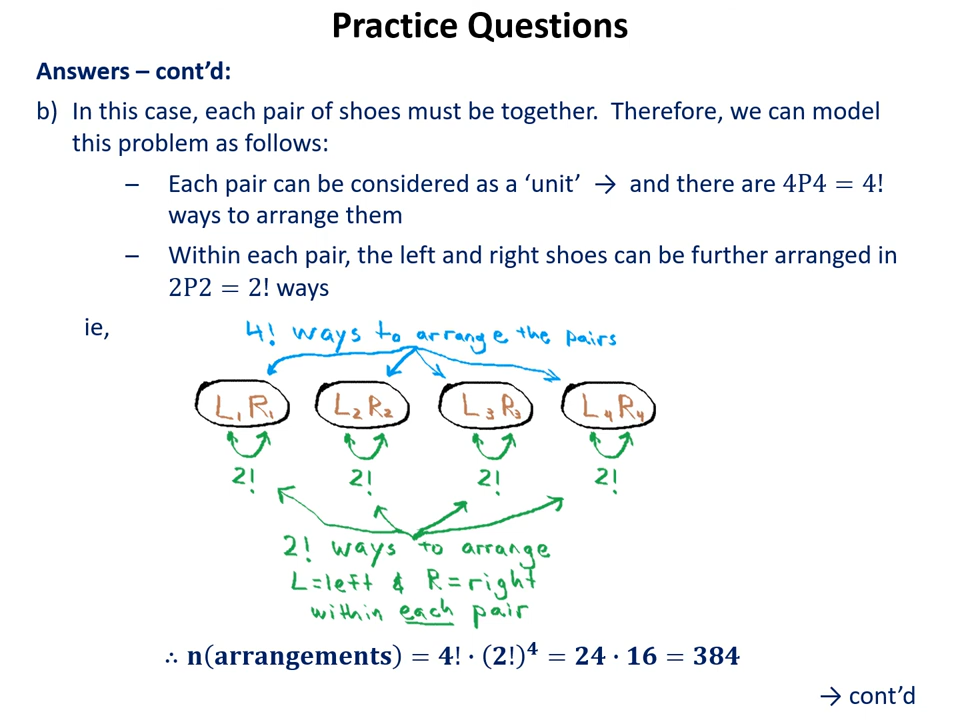 Practice Questions
Answers – cont’d:
b) In this case, each pair of shoes must be together. Therefore, we can model
this problem as follows:
– Each pair can be considered as a ‘unit’ → and there are 4P4 = 4!
ways to arrange them
– Within each pair, the left and right shoes can be further arranged in
2P2 = 2! ways
ie,
4! ways to arrange the pairs
L₁R₁ L₂R₂ L₃R₃ L₄R₄
2! 2! 2! 2!
2! ways to arrange
L=left & R=right
within each pair
∴ n(arrangements) = 4! · (2!)⁴ = 24 · 16 = 384
→ cont’d